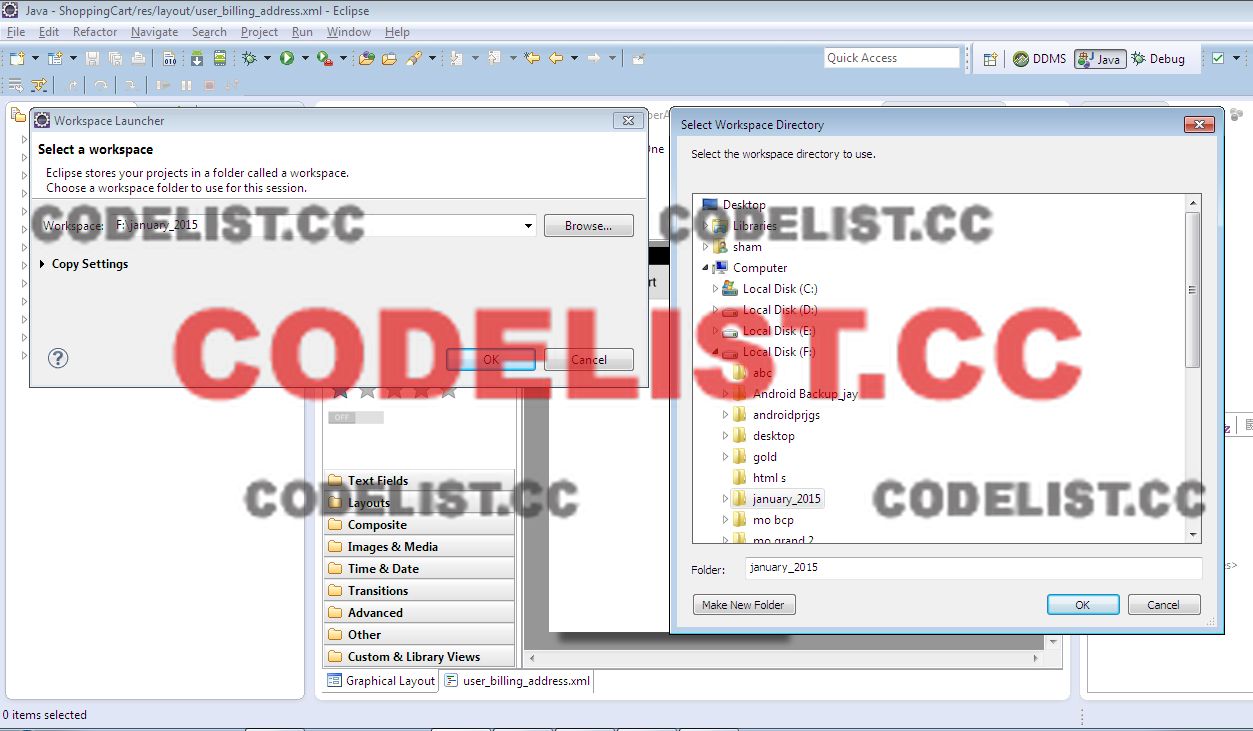 Java - ShoppingCart/res/layout/user_billing_address.xml - Eclipse
File Edit Refactor Navigate Search Project Run Window Help
Quick Access
DDMS Java Debug
Workspace Launcher
Select a workspace
Eclipse stores your projects in a folder called a workspace.
Choose a workspace folder to use for this session.
Workspace: F:\january_2015
Browse...
Copy Settings
OK Cancel
One
rt
OFF
Text Fields
Layouts
Composite
Images & Media
Time & Date
Transitions
Advanced
Other
Custom & Library Views
Graphical Layout user_billing_address.xml
0 items selected
Select Workspace Directory
Select the workspace directory to use.
Desktop
Libraries
sham
Computer
Local Disk (C:)
Local Disk (D:)
Local Disk (E:)
Local Disk (F:)
abc
Android Backup_jay
androidprjgs
desktop
gold
html s
january_2015
mo bcp
mo grand 2
Folder: january_2015
Make New Folder
OK Cancel
CODELIST.CC
CODELIST.CC
CODELIST.CC
CODELIST.CC
CODELIST.CC